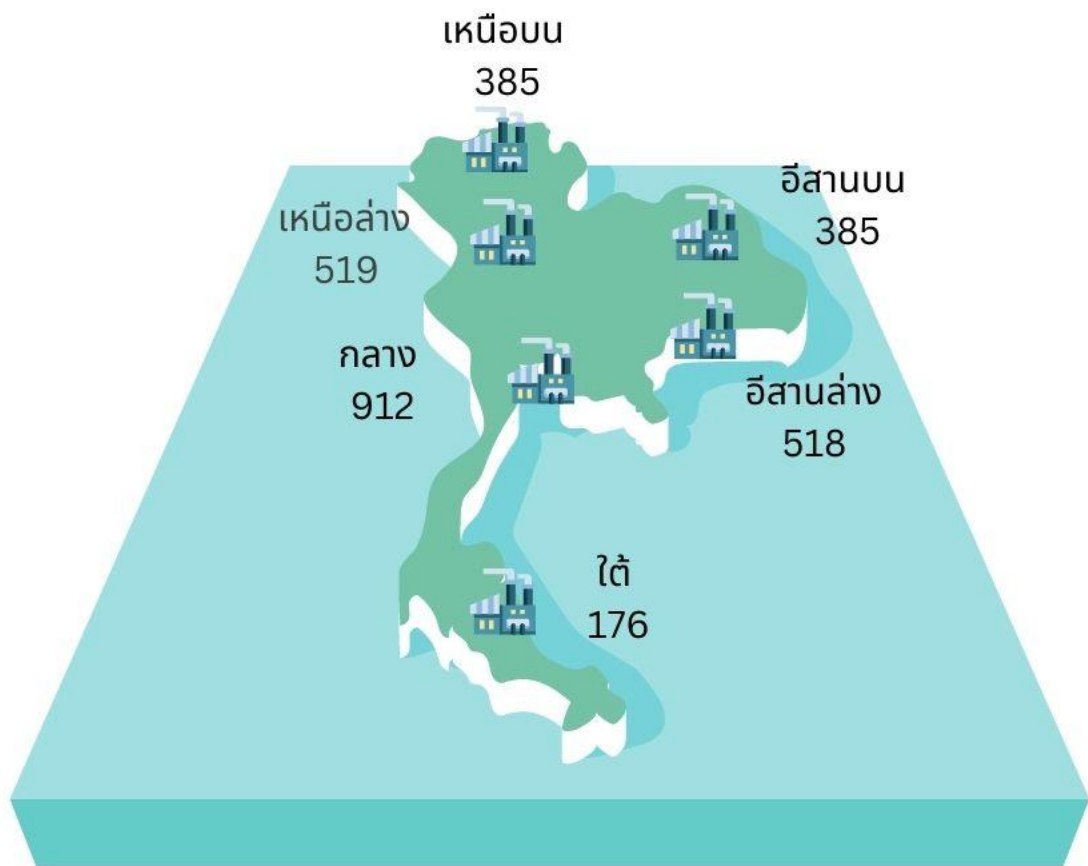 เหนือบน
385
อีสานบน
385
เหนือล่าง
519
กลาง
912
อีสานล่าง
518
ใต้
176